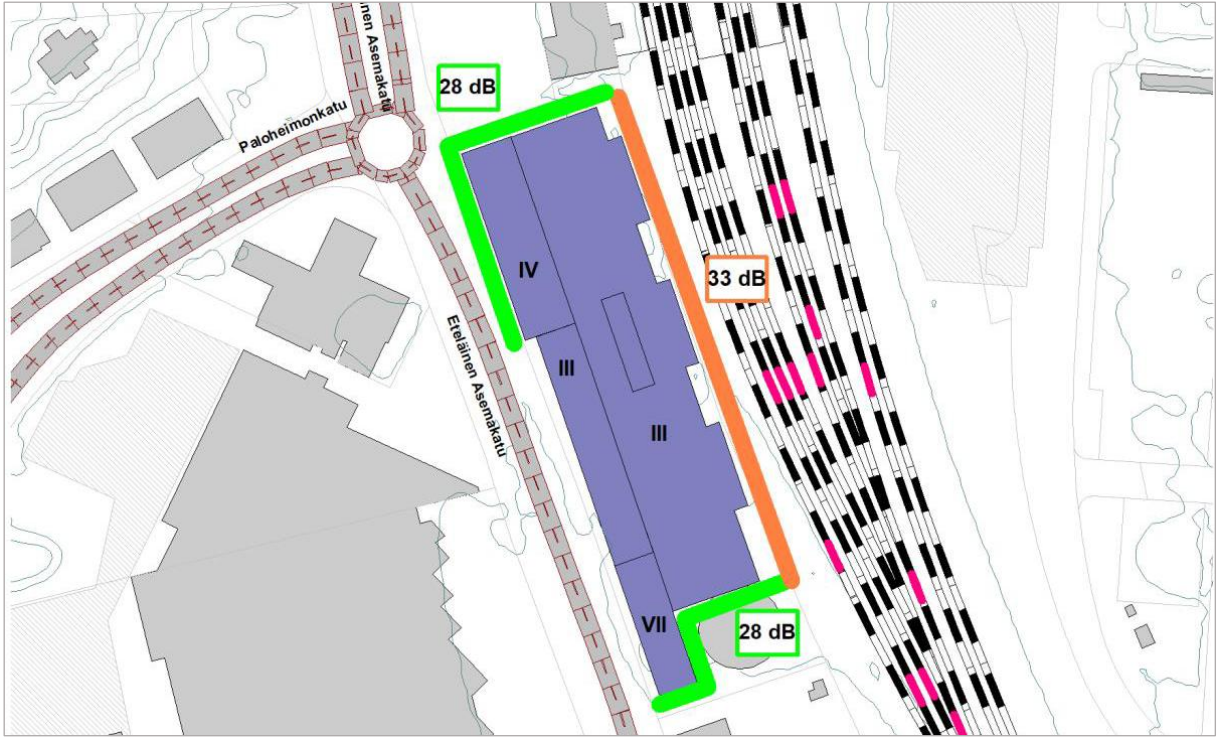 nen Asemakatu
28 dB
Paloheimonkatu
IV
33 dB
III
Eteläinen Asemakatu
III
VII
28 dB